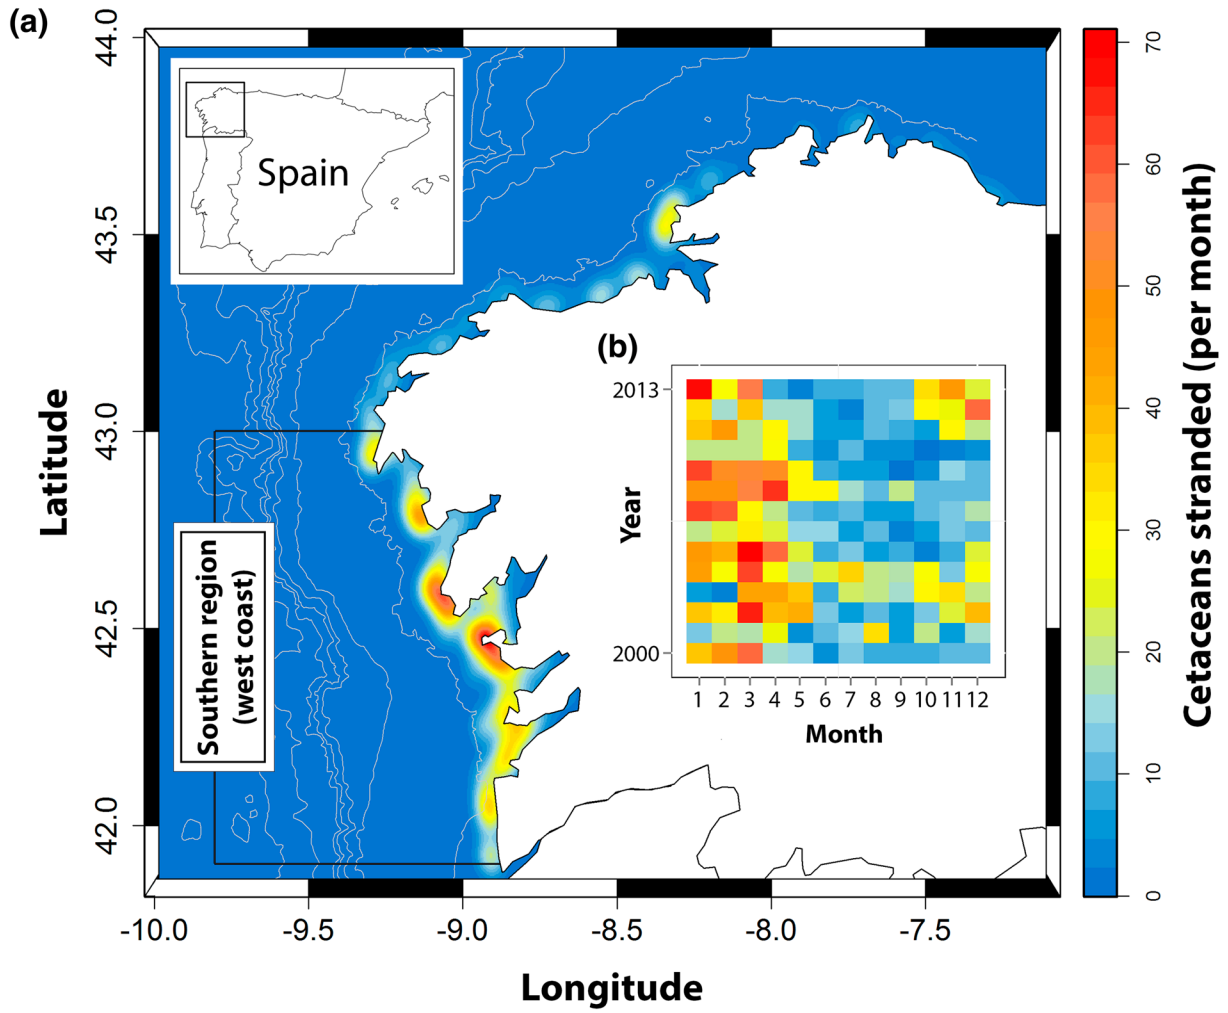 (a)
44.0
43.5
43.0
42.5
42.0
Latitude
Spain
Southern region
(west coast)
-10.0 -9.5 -9.0 -8.5 -8.0 -7.5
Longitude
(b)
2013
2000
Year
1 2 3 4 5 6 7 8 9 10 11 12
Month
70
60
50
40
30
20
10
0
Cetaceans stranded (per month)